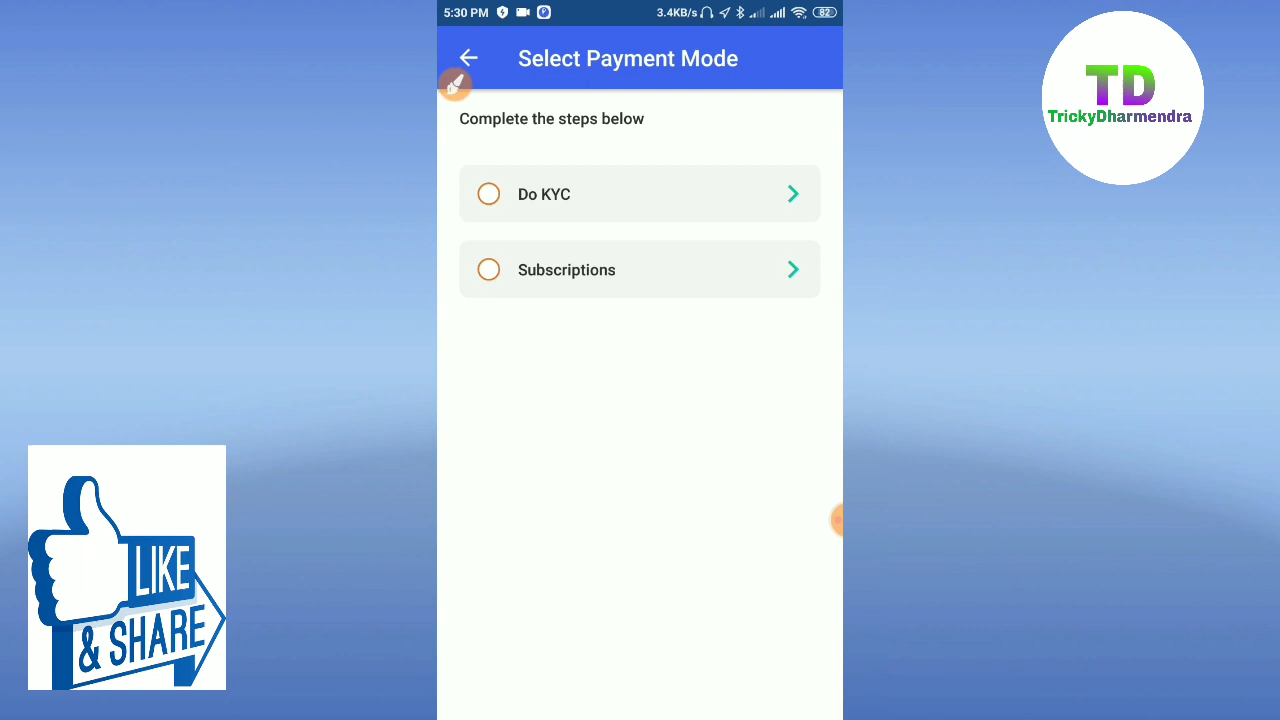 5:30 PM
3.4KB/s
82
Select Payment Mode
Complete the steps below
Do KYC
Subscriptions
TD
TrickyDharmendra
LIKE
& SHARE